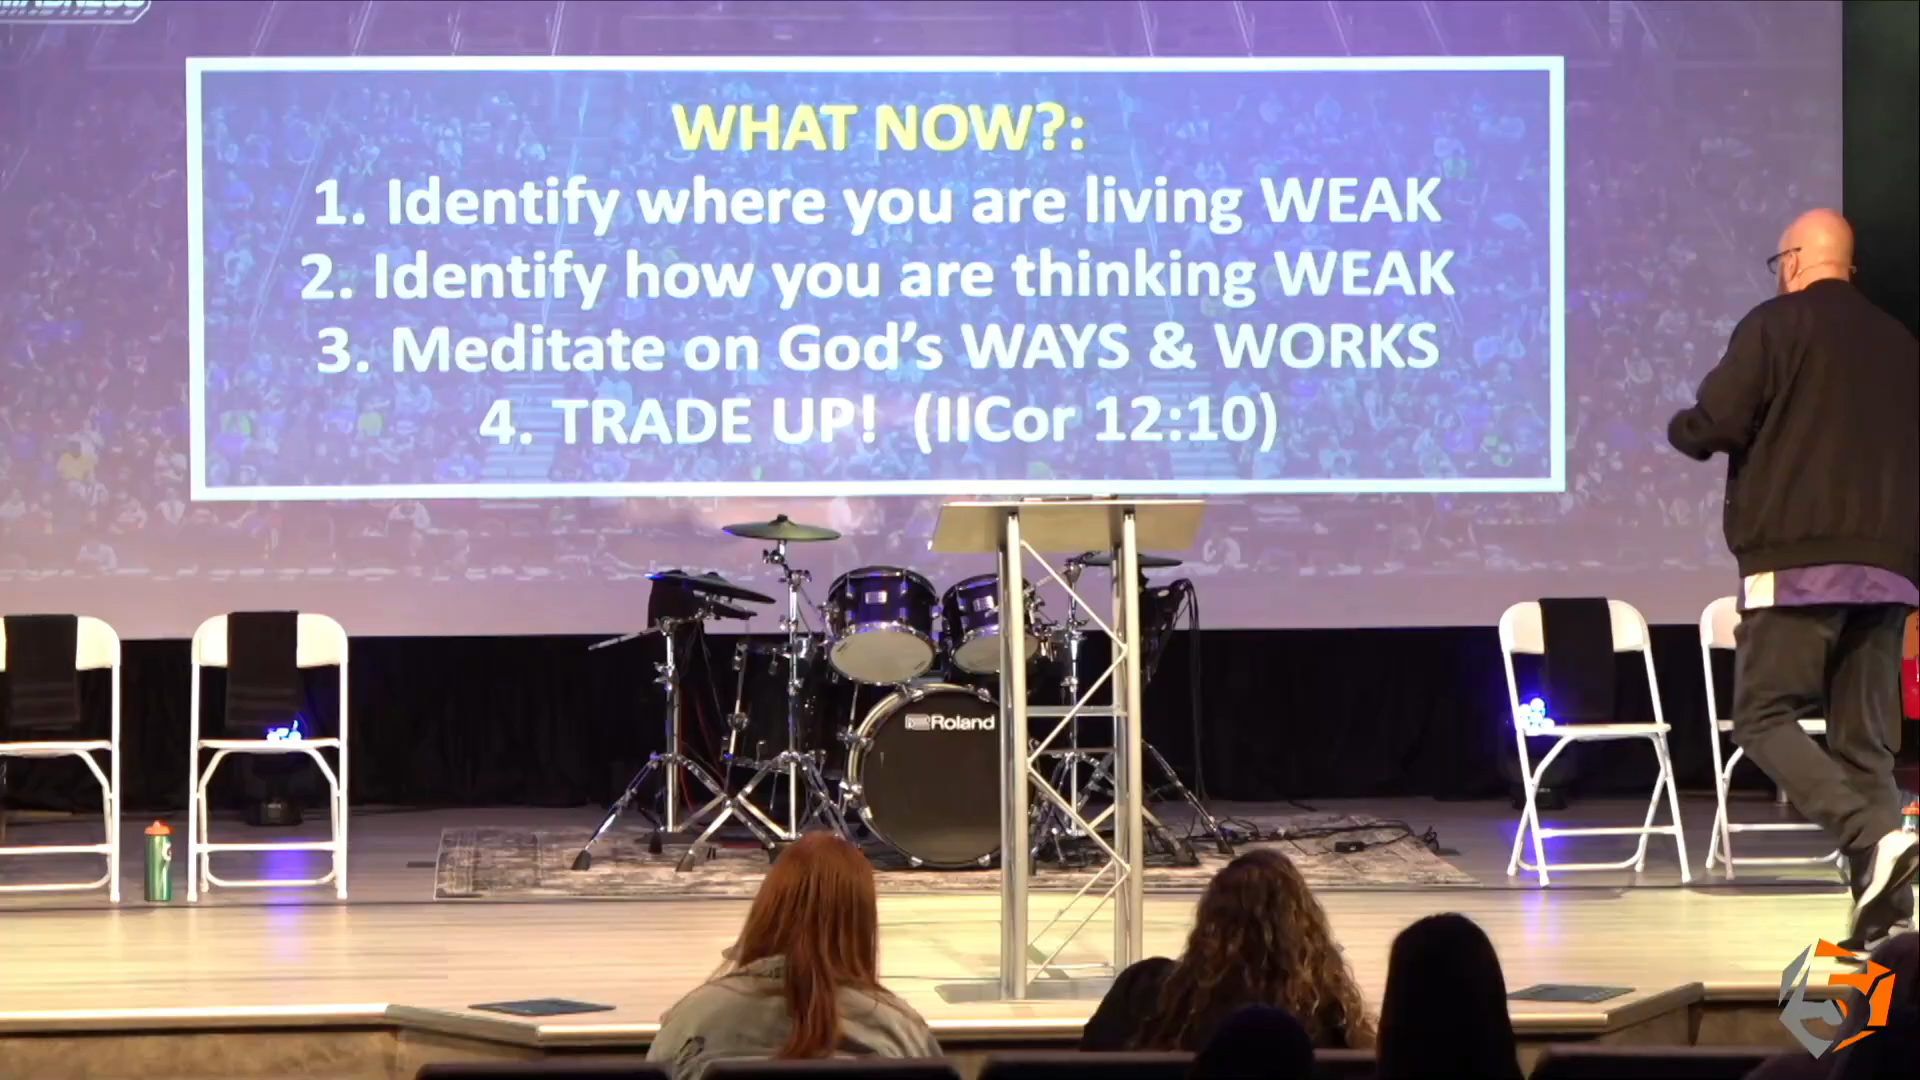 MADNESS
WHAT NOW?:
1. Identify where you are living WEAK
2. Identify how you are thinking WEAK
3. Meditate on God's WAYS & WORKS
4. TRADE UP! (IICor 12:10)
Roland